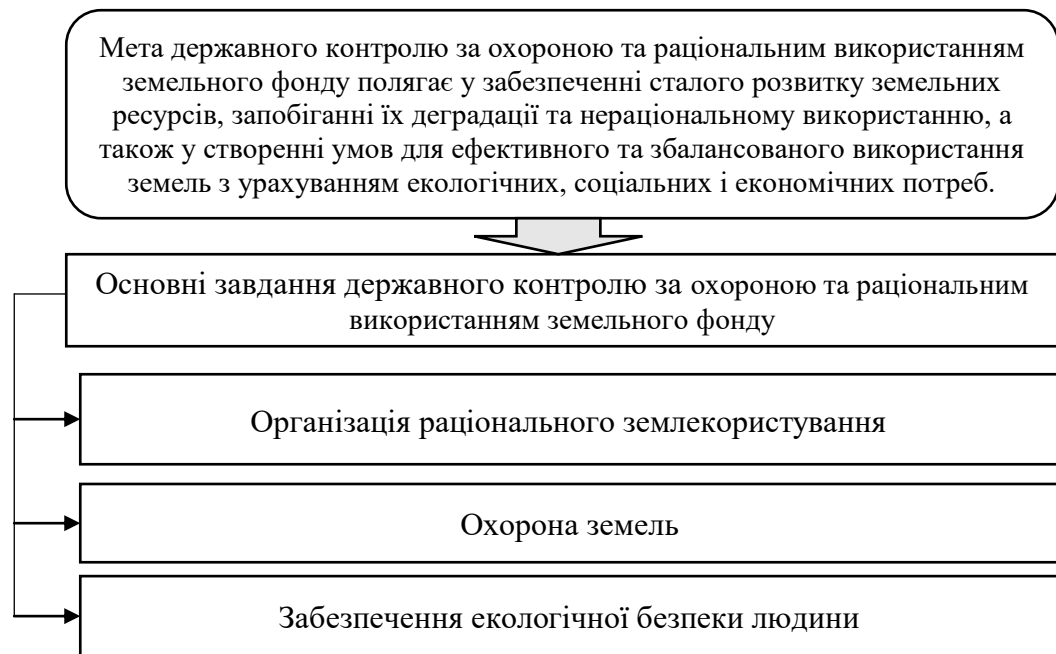 Мета державного контролю за охороною та раціональним використанням
земельного фонду полягає у забезпеченні сталого розвитку земельних
ресурсів, запобіганні їх деградації та нераціональному використанню, а
також у створенні умов для ефективного та збалансованого використання
земель з урахуванням екологічних, соціальних і економічних потреб.
Основні завдання державного контролю за охороною та раціональним
використанням земельного фонду
Організація раціонального землекористування
Охорона земель
Забезпечення екологічної безпеки людини